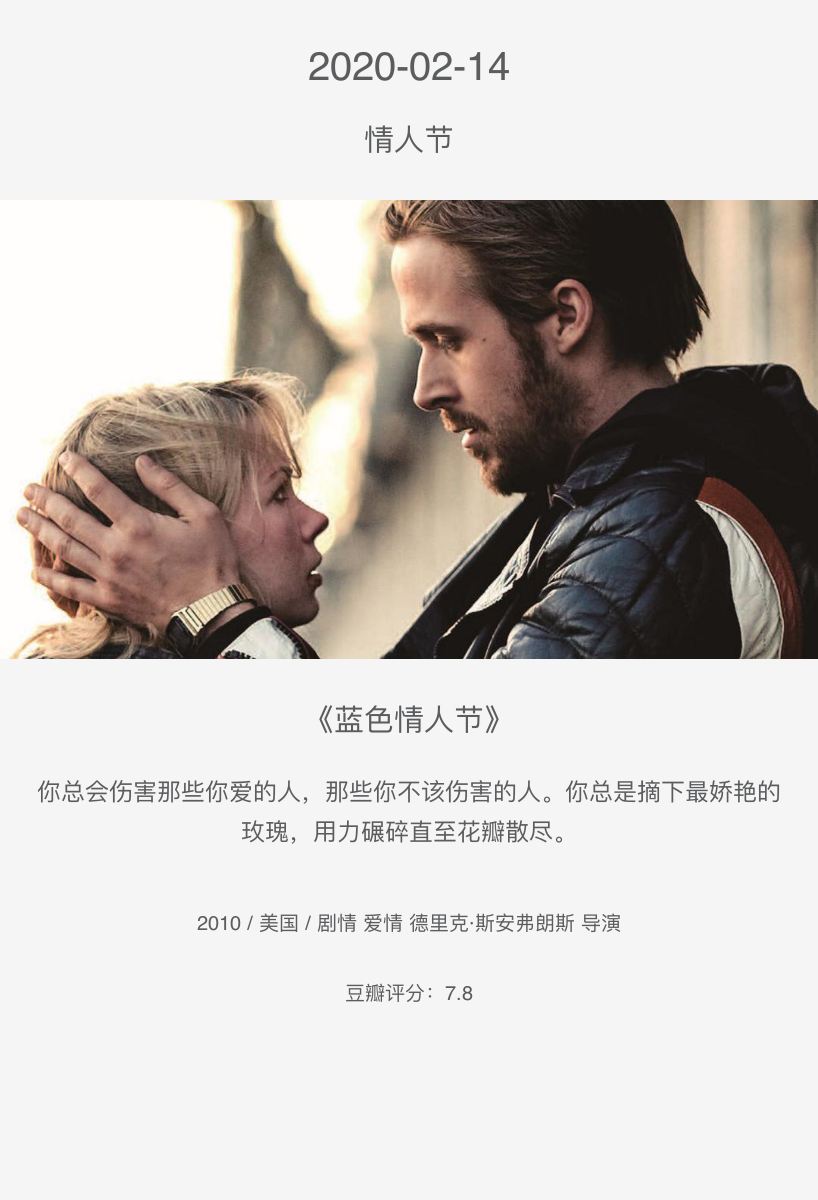 2020-02-14
情人节
《蓝色情人节》
你总会伤害那些你爱的人，那些你不该伤害的人。你总是摘下最娇艳的
玫瑰，用力碾碎直至花瓣散尽。
2010 / 美国 / 剧情 爱情 德里克·斯安弗朗斯 导演
豆瓣评分：7.8